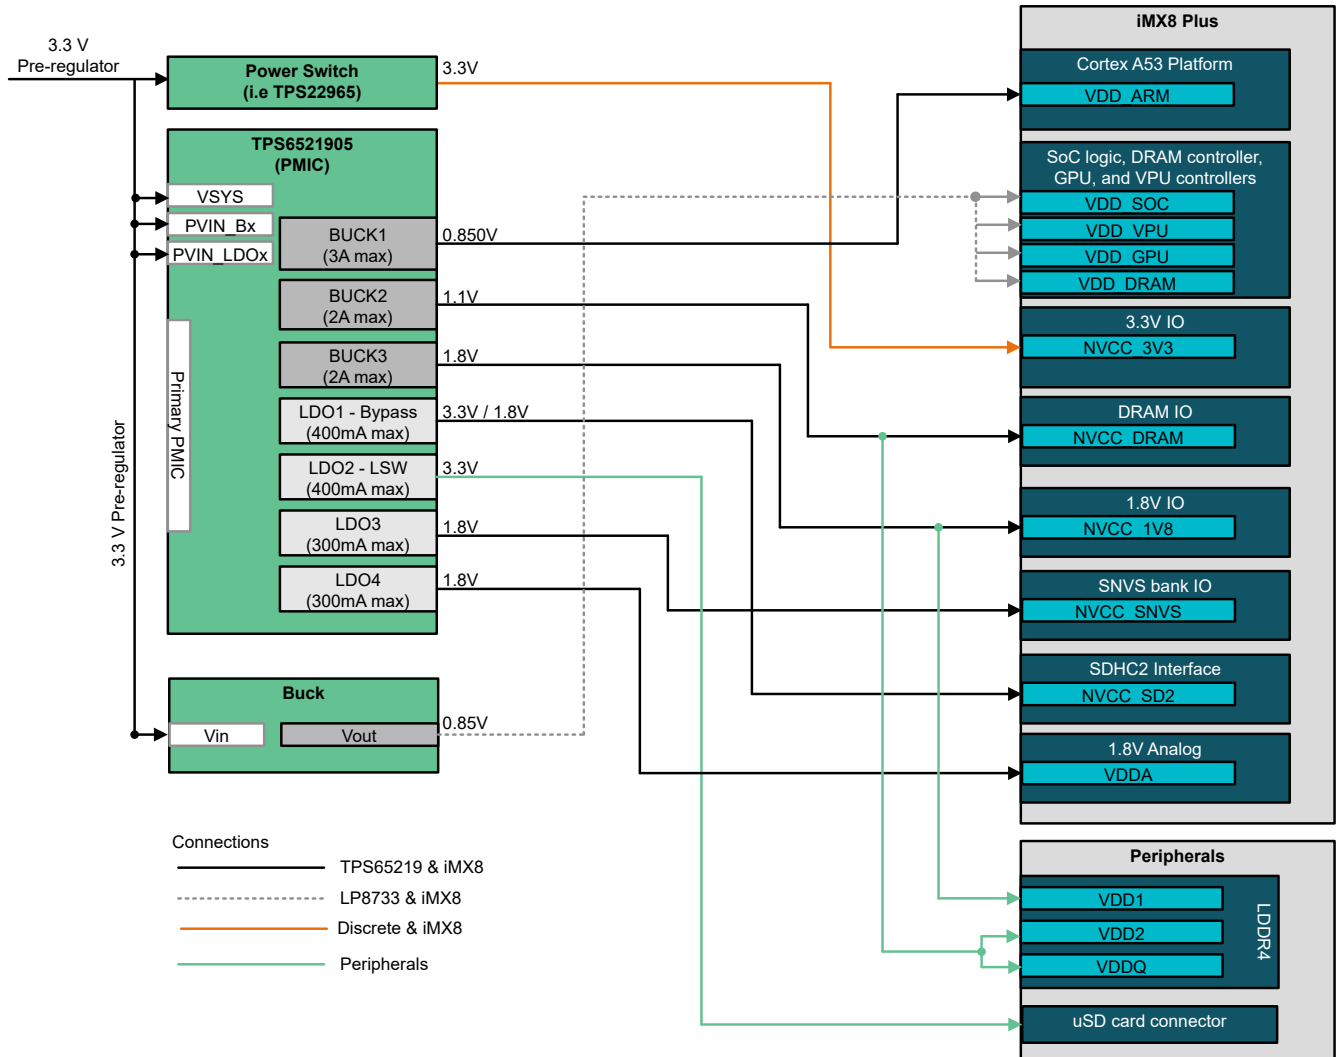 3.3 V
Pre-regulator
Power Switch
(i.e TPS22965)
3.3V
TPS6521905
(PMIC)
VSYS
PVIN_Bx
PVIN_LDOx
Primary PMIC
3.3 V Pre-regulator
BUCK1
(3A max)
0.850V
BUCK2
(2A max)
1.1V
BUCK3
(2A max)
1.8V
LDO1 - Bypass
(400mA max)
3.3V / 1.8V
LDO2 - LSW
(400mA max)
3.3V
LDO3
(300mA max)
1.8V
LDO4
(300mA max)
1.8V
Buck
Vin
Vout
0.85V
Connections
TPS65219 & iMX8
LP8733 & iMX8
Discrete & iMX8
Peripherals
iMX8 Plus
Cortex A53 Platform
VDD_ARM
SoC logic, DRAM controller,
GPU, and VPU controllers
VDD_SOC
VDD_VPU
VDD_GPU
VDD_DRAM
3.3V IO
NVCC_3V3
DRAM IO
NVCC_DRAM
1.8V IO
NVCC_1V8
SNVS bank IO
NVCC_SNVS
SDHC2 Interface
NVCC_SD2
1.8V Analog
VDDA
Peripherals
VDD1
VDD2
VDDQ
LDDR4
uSD card connector